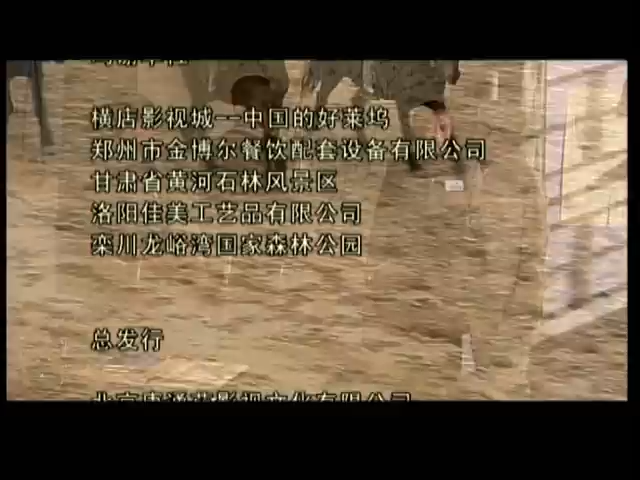 横店影视城--中国的好莱坞
郑州市金博尔餐饮配套设备有限公司
甘肃省黄河石林风景区
洛阳佳美工艺品有限公司
栾川龙峪湾国家森林公园
总发行